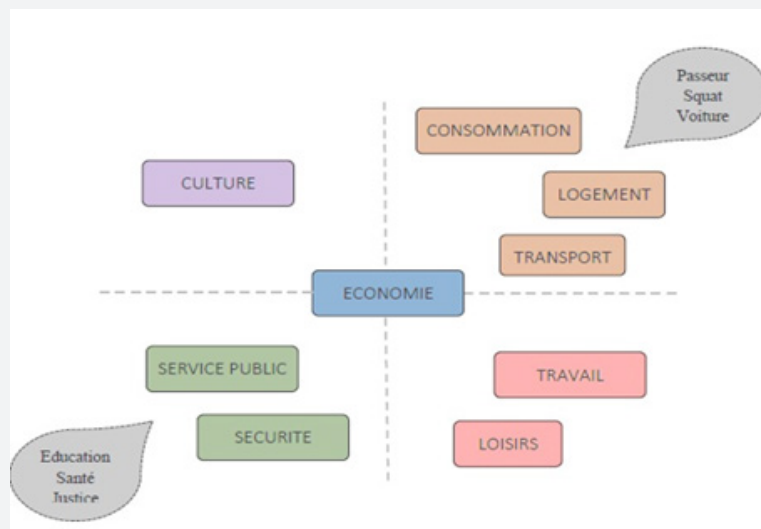 Passeur
Squat
Voiture
CONSOMMATION
CULTURE
LOGEMENT
TRANSPORT
ECONOMIE
SERVICE PUBLIC
TRAVAIL
SECURITE
LOISIRS
Education
Santé
Justice